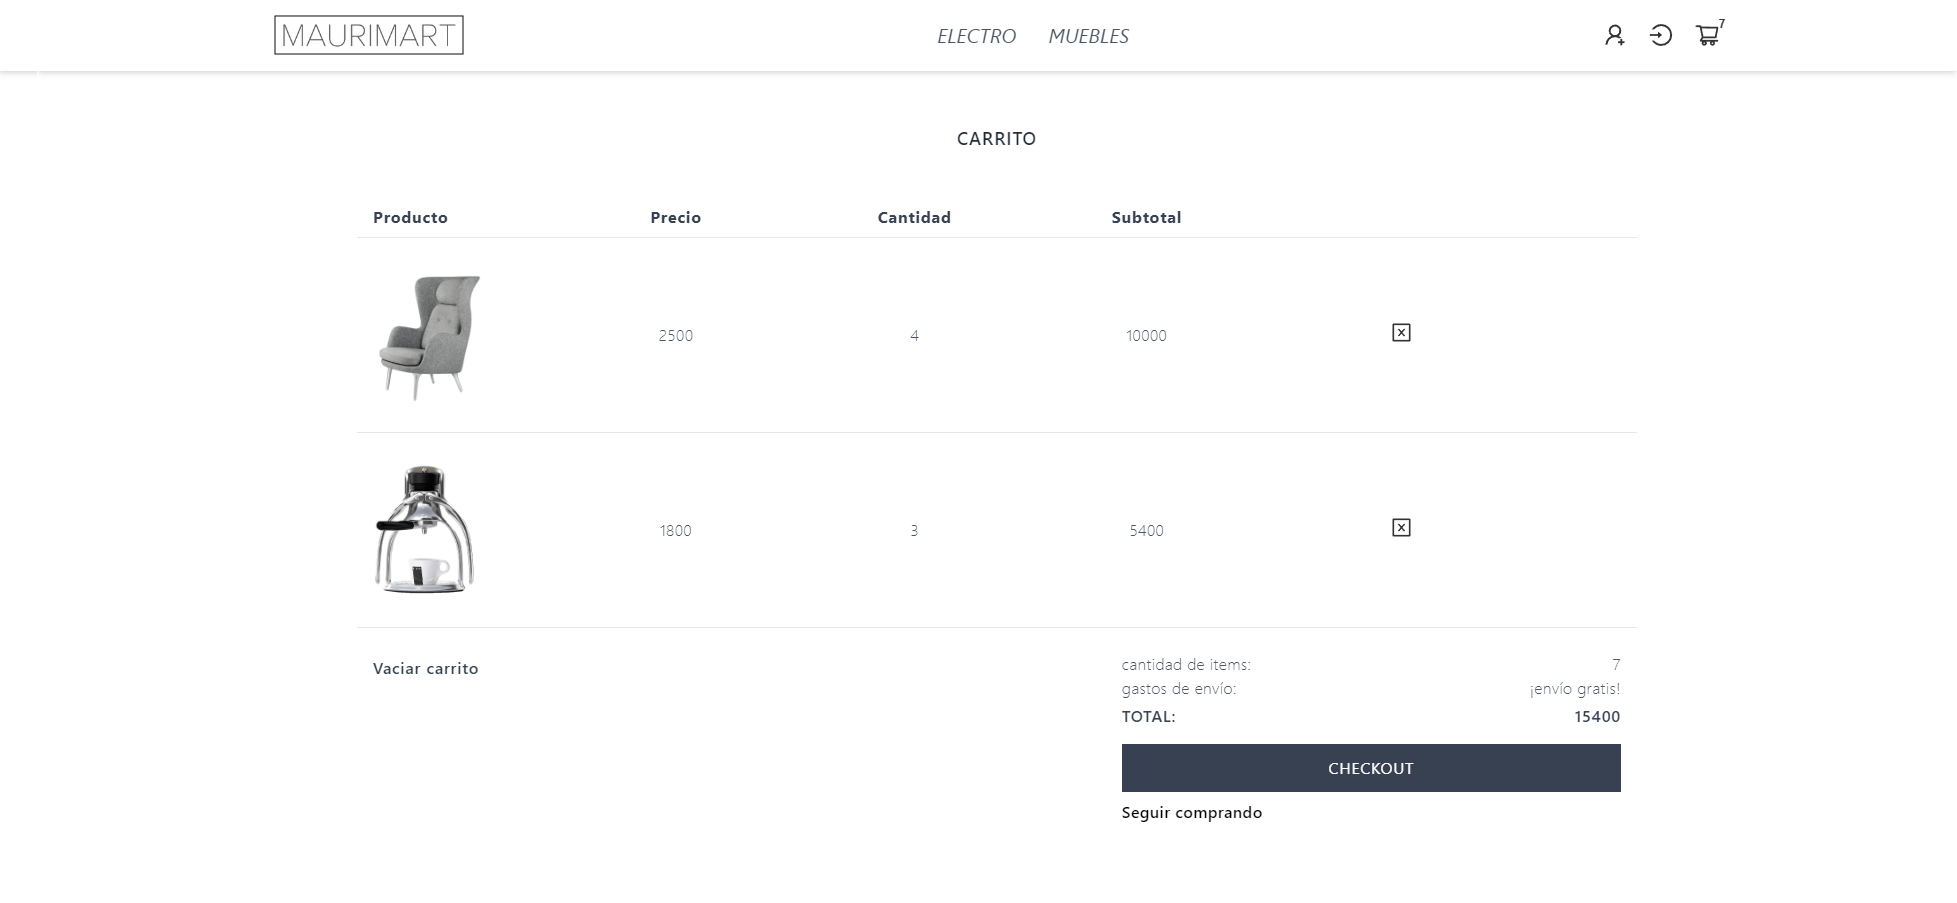 MAURIMART
ELECTRO MUEBLES
7
CARRITO
Producto Precio Cantidad Subtotal
2500 4 10000
1800 3 5400
Vaciar carrito
cantidad de items: 7
gastos de envío: ¡envío gratis!
TOTAL: 15400
CHECKOUT
Seguir comprando